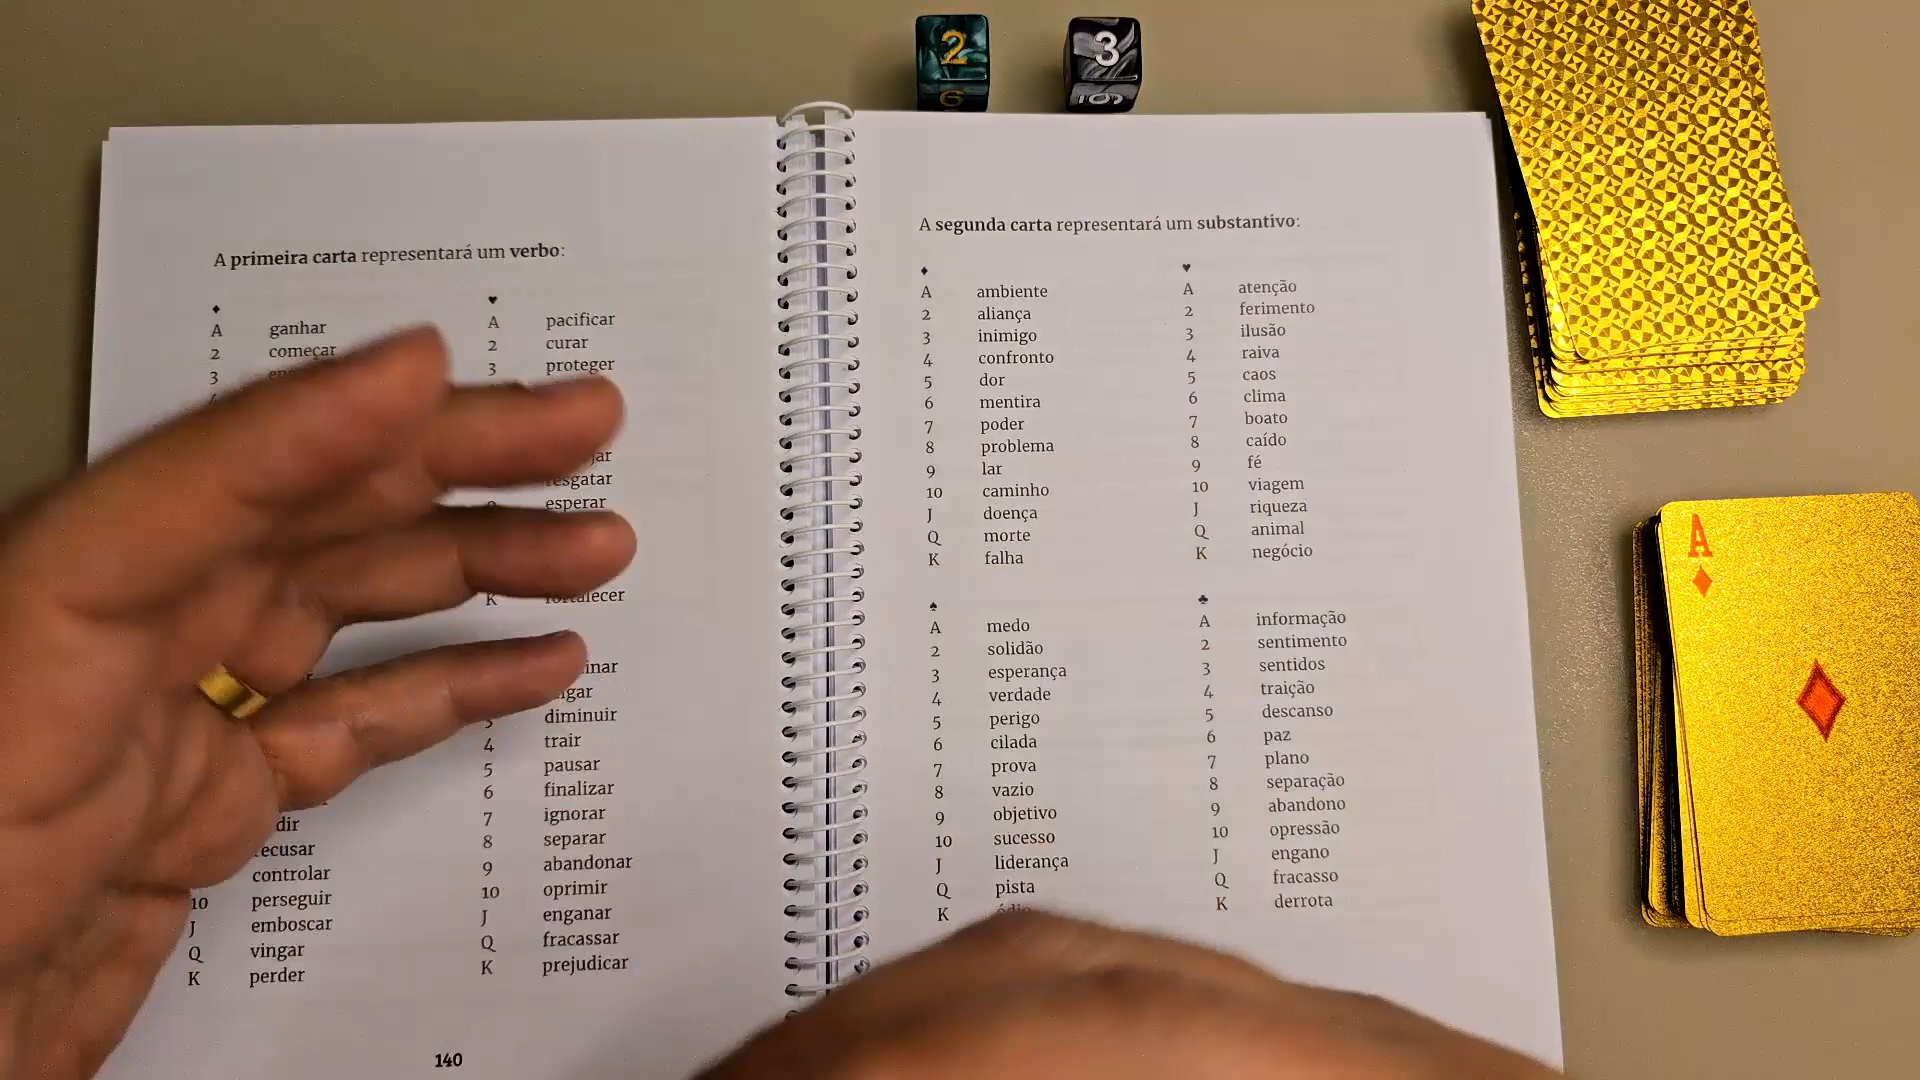 2
6
3
A primeira carta representará um verbo:
♦
A ganhar
2 começar
3
♥
A pacificar
2 curar
3 proteger
resgatar
esperar
K fortalecer
recusar
controlar
10 perseguir
J emboscar
Q vingar
K perder
3 diminuir
4 trair
5 pausar
6 finalizar
7 ignorar
8 separar
9 abandonar
10 oprimir
J enganar
Q fracassar
K prejudicar
140
A segunda carta representará um substantivo:
♦
A ambiente
2 aliança
3 inimigo
4 confronto
5 dor
6 mentira
7 poder
8 problema
9 lar
10 caminho
J doença
Q morte
K falha
♥
A atenção
2 ferimento
3 ilusão
4 raiva
5 caos
6 clima
7 boato
8 caído
9 fé
10 viagem
J riqueza
Q animal
K negócio
♠
A medo
2 solidão
3 esperança
4 verdade
5 perigo
6 cilada
7 prova
8 vazio
9 objetivo
10 sucesso
J liderança
Q pista
K ódio
♣
A informação
2 sentimento
3 sentidos
4 traição
5 descanso
6 paz
7 plano
8 separação
9 abandono
10 opressão
J engano
Q fracasso
K derrota
A